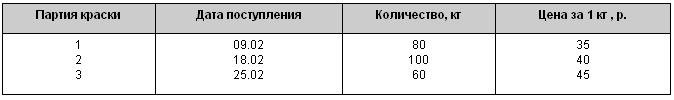 Партия краски Дата поступления Количество, кг Цена за 1 кг , р.
1 09.02 80 35
2 18.02 100 40
3 25.02 60 45